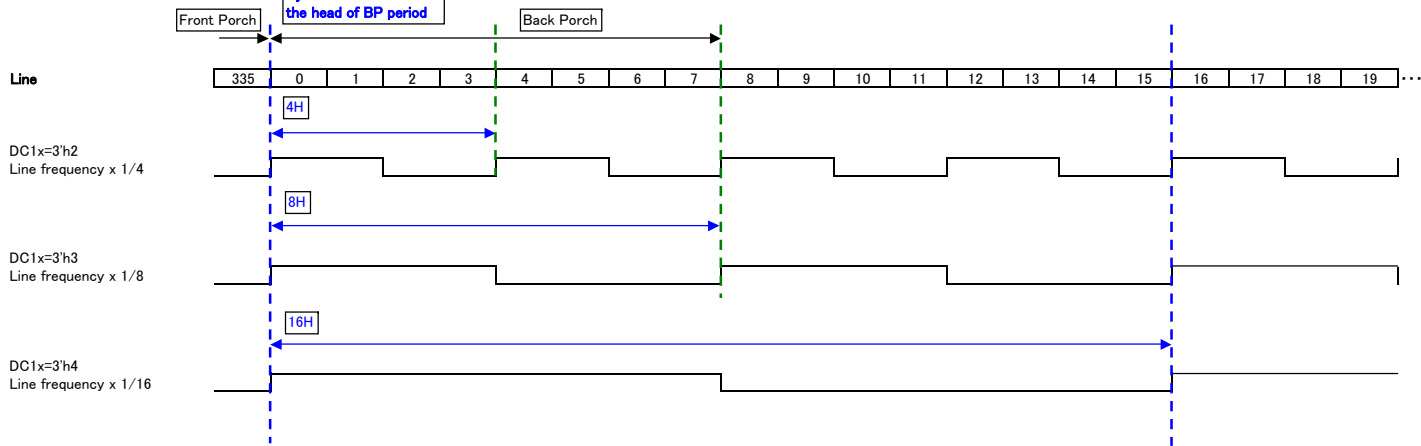 the head of BP period
Front Porch
Back Porch
Line
335 0 1 2 3 4 5 6 7 8 9 10 11 12 13 14 15 16 17 18 19 ...
4H
DC1x=3'h2
Line frequency x 1/4
8H
DC1x=3'h3
Line frequency x 1/8
16H
DC1x=3'h4
Line frequency x 1/16